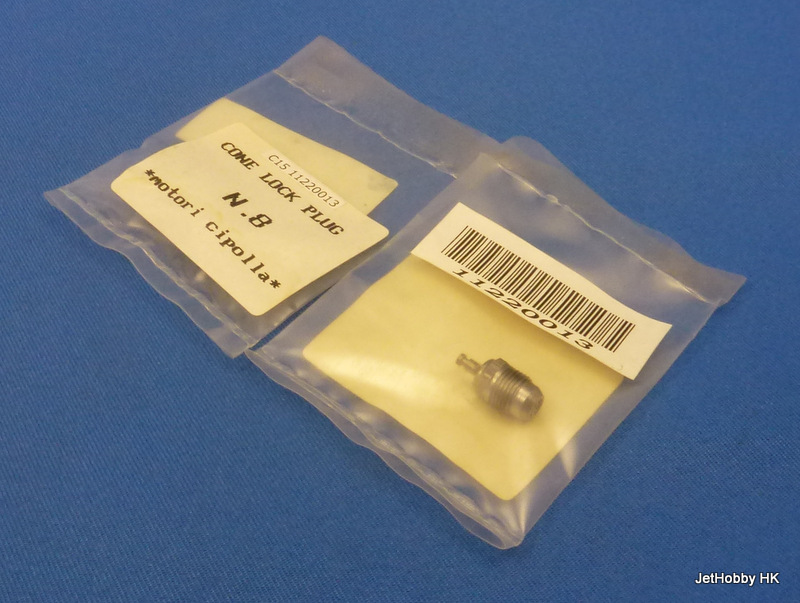 C15 11220013
CONE LOCK PLUG
N.8
*motori cipolla*
11220013
JetHobby HK